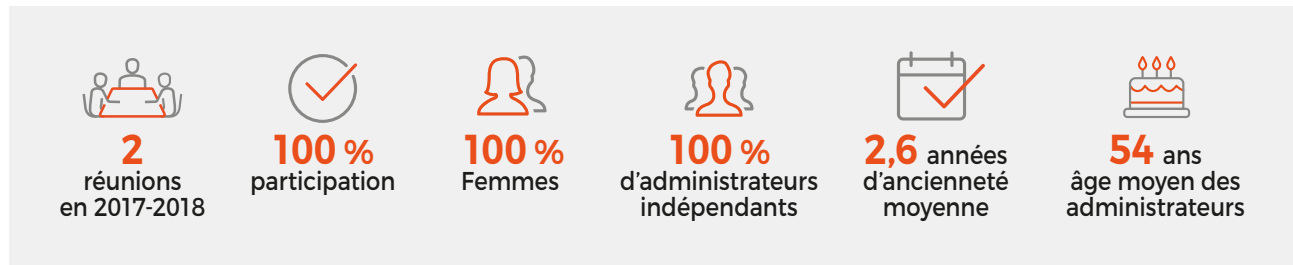 2
réunions
en 2017-2018
100 %
participation
100 %
Femmes
100 %
d’administrateurs
indépendants
2,6 années
d’ancienneté
moyenne
54 ans
âge moyen des
administrateurs